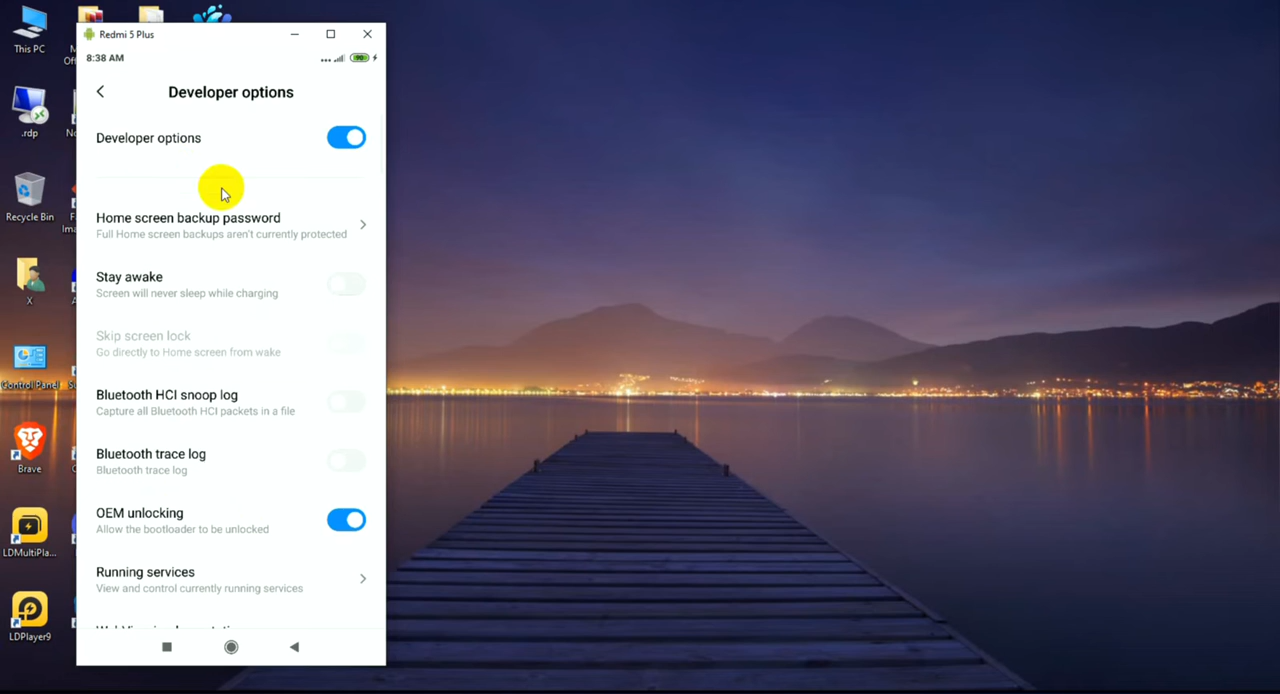 Redmi 5 Plus
8:38 AM
90
Developer options
Developer options
Home screen backup password
Full Home screen backups aren't currently protected
Stay awake
Screen will never sleep while charging
Skip screen lock
Go directly to Home screen from wake
Bluetooth HCI snoop log
Capture all Bluetooth HCI packets in a file
Bluetooth trace log
Bluetooth trace log
OEM unlocking
Allow the bootloader to be unlocked
Running services
View and control currently running services
This PC
.rdp
Recycle Bin
X
Control Panel
Brave
LDMultiPla...
LDPlayer9